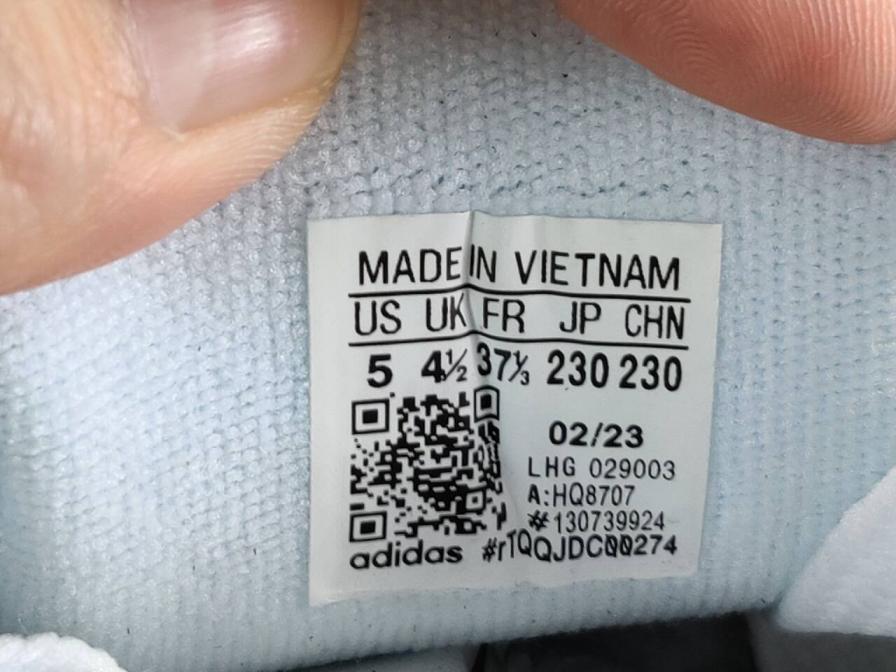 MADE IN VIETNAM
US UK FR JP CHN
5 4½ 37⅓ 230 230
02/23
LHG 029003
A:HQ8707
#130739924
adidas #rTQQJDC00274